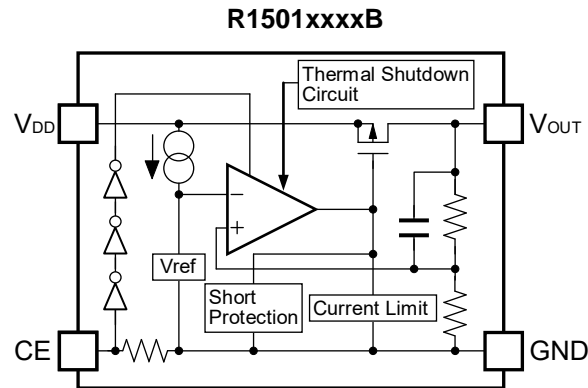 R1501xxxxB
Thermal Shutdown
Circuit
VDD
VOUT
−
+
Vref
Short
Protection
Current Limit
CE
GND